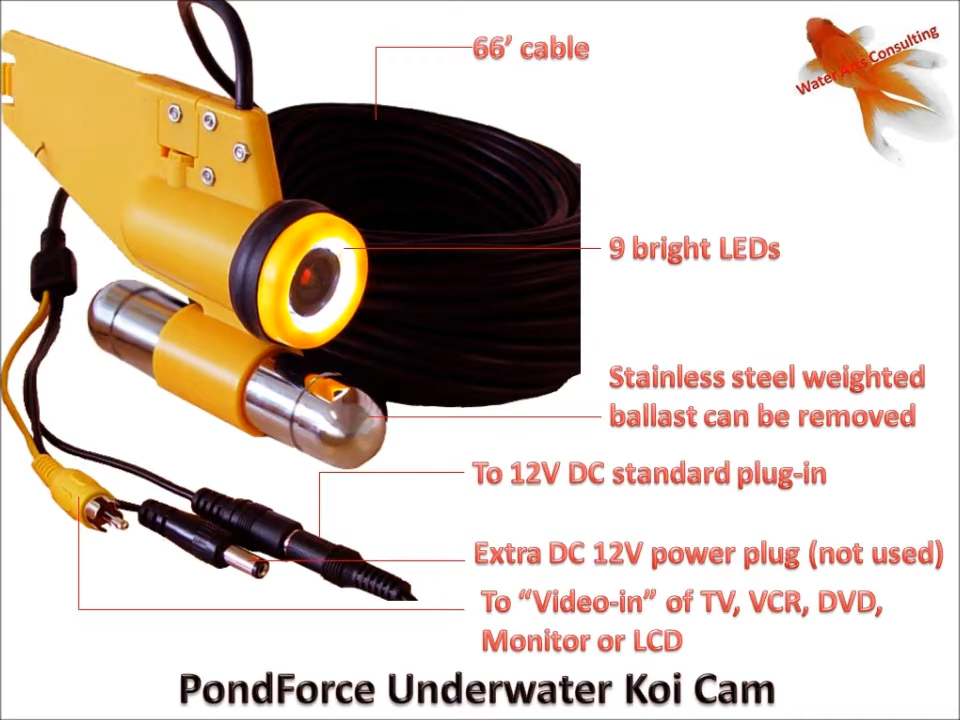 66’ cable
Water Arts Consulting
9 bright LEDs
Stainless steel weighted
ballast can be removed
To 12V DC standard plug-in
Extra DC 12V power plug (not used)
To “Video-in” of TV, VCR, DVD,
Monitor or LCD
PondForce Underwater Koi Cam